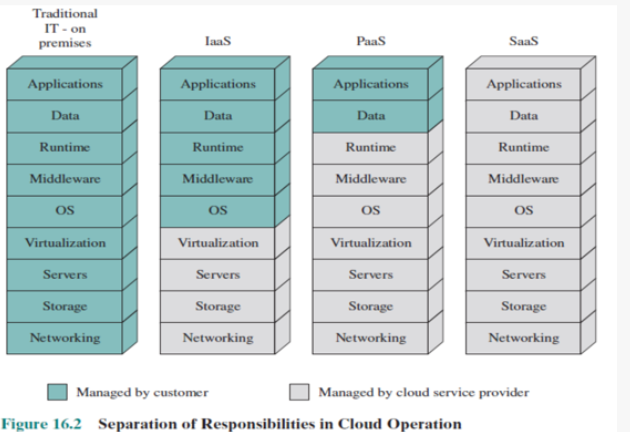 Traditional
IT - on
premises
IaaS
PaaS
SaaS
Applications
Applications
Applications
Applications
Data
Data
Data
Data
Runtime
Runtime
Runtime
Runtime
Middleware
Middleware
Middleware
Middleware
OS
OS
OS
OS
Virtualization
Virtualization
Virtualization
Virtualization
Servers
Servers
Servers
Servers
Storage
Storage
Storage
Storage
Networking
Networking
Networking
Networking
Managed by customer
Managed by cloud service provider
Figure 16.2 Separation of Responsibilities in Cloud Operation